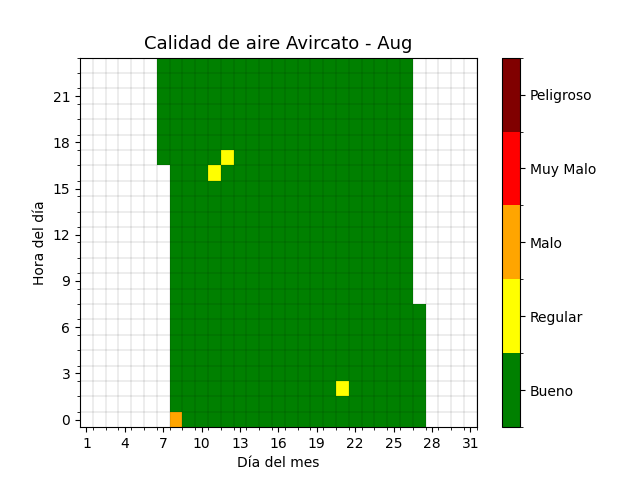 Calidad de aire Avircato - Aug
Hora del día
21
18
15
12
9
6
3
0
1 4 7 10 13 16 19 22 25 28 31
Día del mes
Peligroso
Muy Malo
Malo
Regular
Bueno